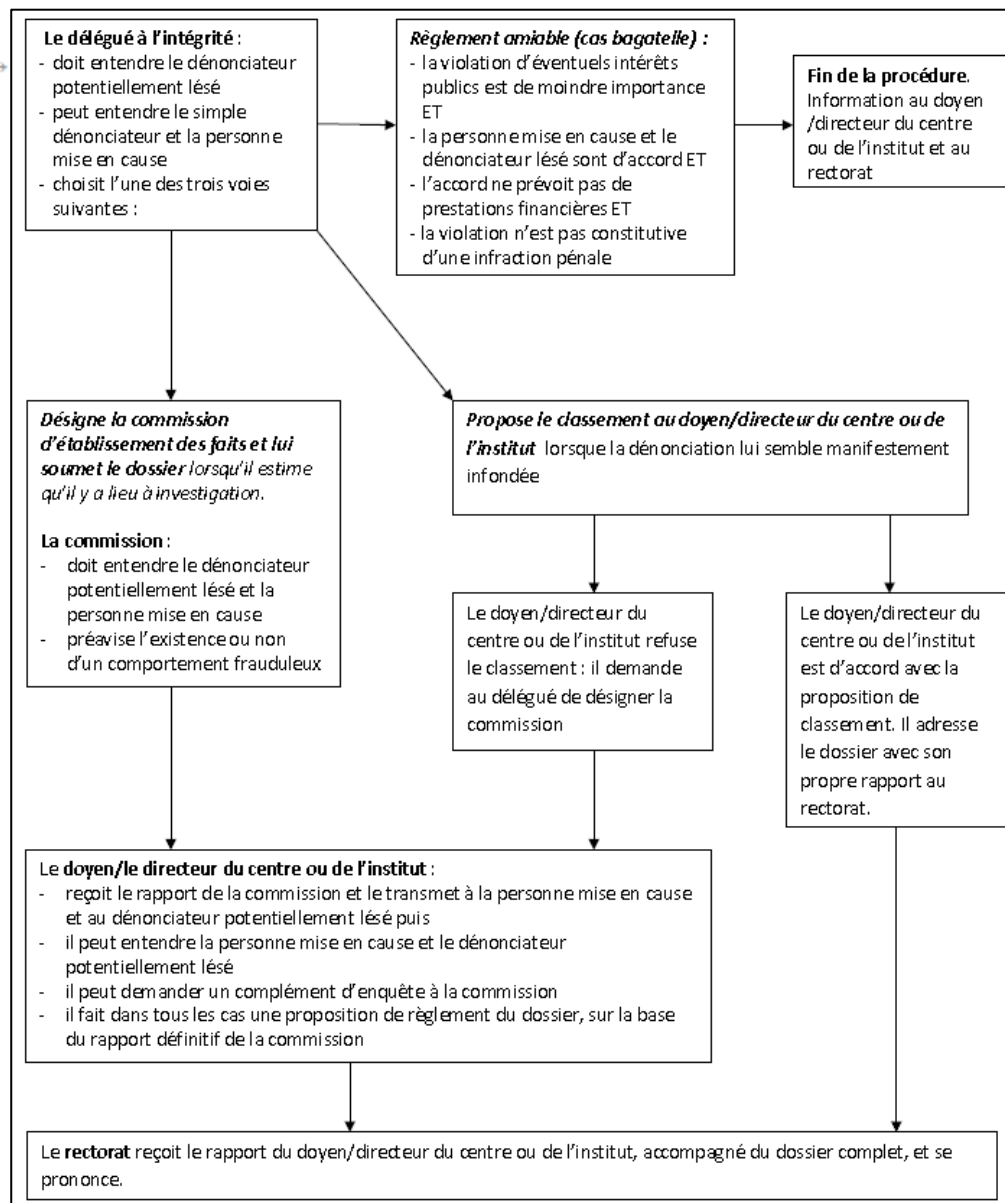 Le délégué à l'intégrité :
- doit entendre le dénonciateur
potentiellement lésé
- peut entendre le simple
dénonciateur et la personne
mise en cause
- choisit l'une des trois voies
suivantes :
Règlement amiable (cas bagatelle) :
- la violation d'éventuels intérêts
publics est de moindre importance
ET
- la personne mise en cause et le
dénonciateur lésé sont d'accord ET
- l'accord ne prévoit pas de
prestations financières ET
- la violation n'est pas constitutive
d'une infraction pénale
Fin de la procédure.
Information au doyen
/directeur du centre
ou de l'institut et au
rectorat
Désigne la commission
d'établissement des faits et lui
soumet le dossier lorsqu'il estime
qu'il y a lieu à investigation.
La commission :
- doit entendre le dénonciateur
potentiellement lésé et la
personne mise en cause
- préavise l'existence ou non
d'un comportement frauduleux
Propose le classement au doyen/directeur du centre ou de
l'institut lorsque la dénonciation lui semble manifestement
infondée
Le doyen/directeur du
centre ou de l'institut refuse
le classement : il demande
au délégué de désigner la
commission
Le doyen/directeur du
centre ou de l'institut
est d'accord avec la
proposition de
classement. Il adresse
le dossier avec son
propre rapport au
rectorat.
Le doyen/le directeur du centre ou de l'institut :
- reçoit le rapport de la commission et le transmet à la personne mise en cause
et au dénonciateur potentiellement lésé puis
- il peut entendre la personne mise en cause et le dénonciateur
potentiellement lésé
- il peut demander un complément d'enquête à la commission
- il fait dans tous les cas une proposition de règlement du dossier, sur la base
du rapport définitif de la commission
Le rectorat reçoit le rapport du doyen/directeur du centre ou de l'institut, accompagné du dossier complet, et se
prononce.